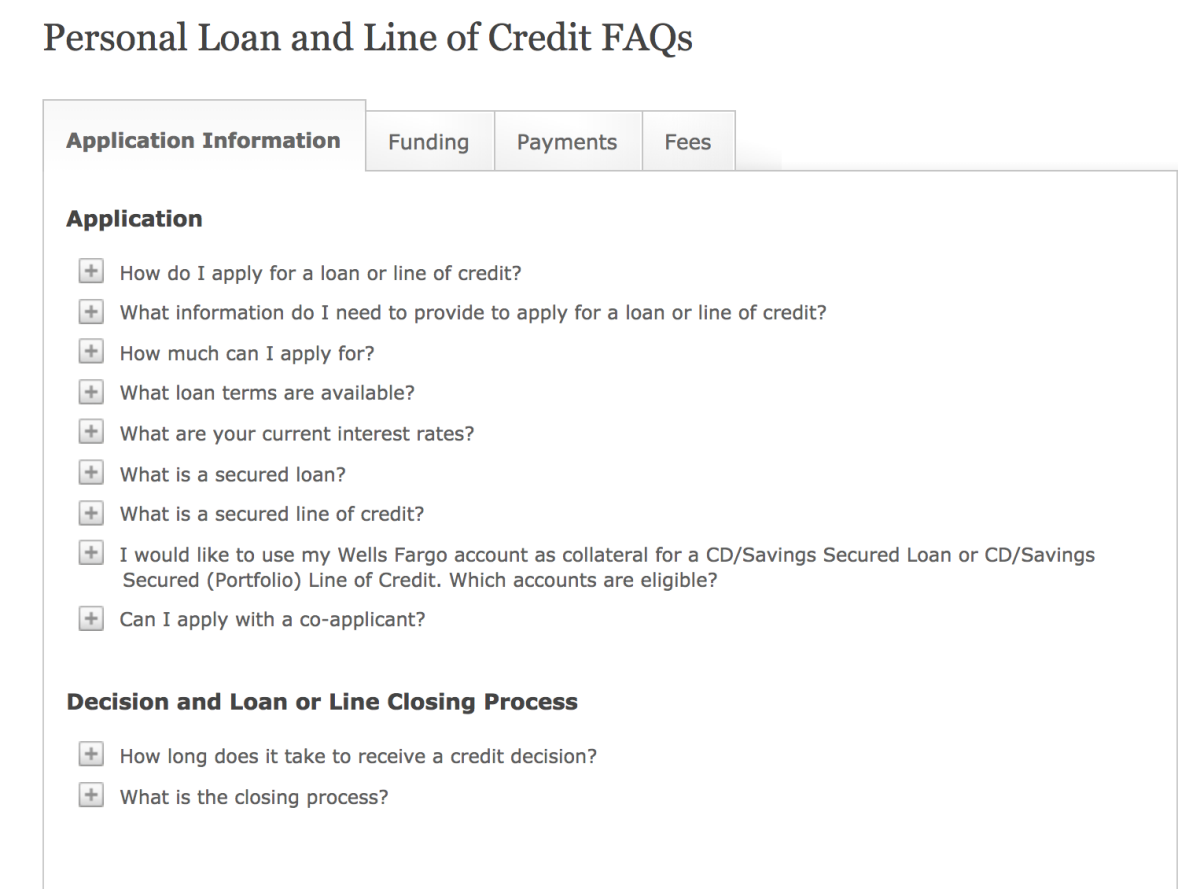 Personal Loan and Line of Credit FAQs
Application Information
Funding
Payments
Fees
Application
How do I apply for a loan or line of credit?
What information do I need to provide to apply for a loan or line of credit?
How much can I apply for?
What loan terms are available?
What are your current interest rates?
What is a secured loan?
What is a secured line of credit?
I would like to use my Wells Fargo account as collateral for a CD/Savings Secured Loan or CD/Savings
Secured (Portfolio) Line of Credit. Which accounts are eligible?
Can I apply with a co-applicant?
Decision and Loan or Line Closing Process
How long does it take to receive a credit decision?
What is the closing process?